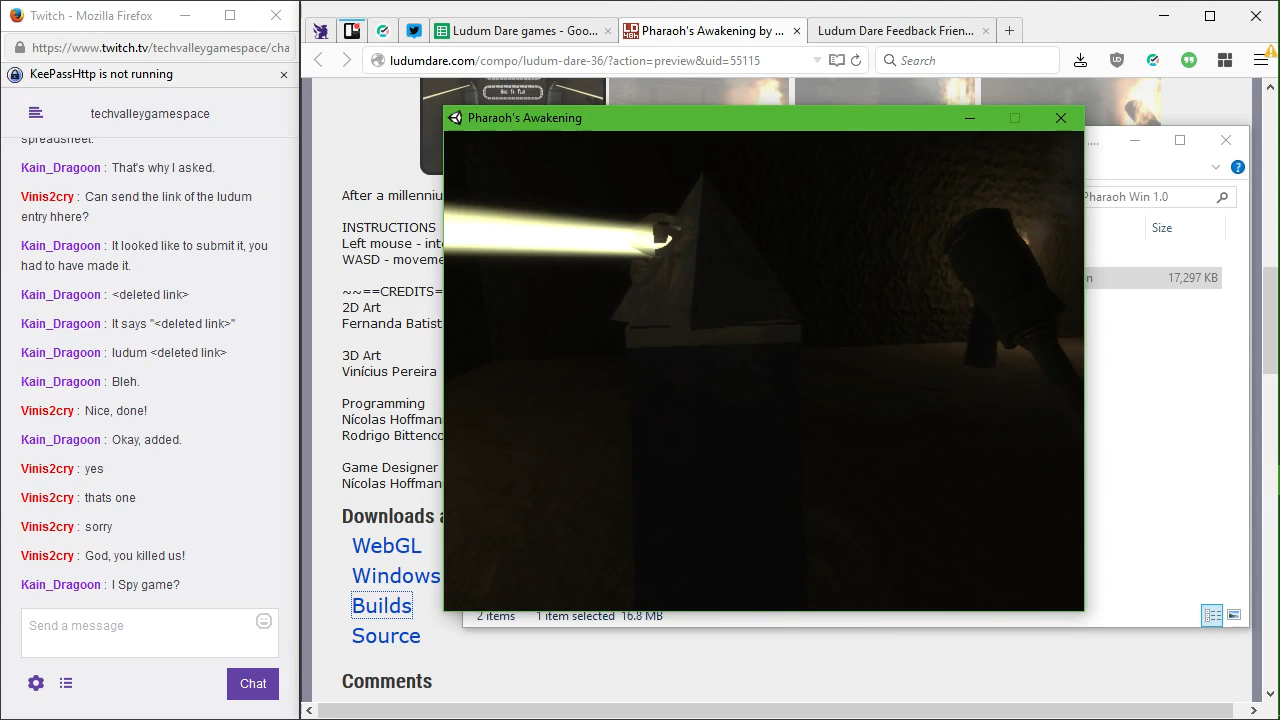 Twitch - Mozilla Firefox
https://www.twitch.tv/techvalleygamespace/cha
KeePassHttp is not running
techvalleygamespace
spreadsheet.
Kain_Dragoon : That's why I asked.
Vinis2cry : Can send the link of the ludum
entry hhere?
Kain_Dragoon : It looked like to submit it, you
had to have made it.
Kain_Dragoon : <deleted link>
Kain_Dragoon : It says "<deleted link>"
Kain_Dragoon : ludum <deleted link>
Kain_Dragoon : Bleh.
Vinis2cry : Nice, done!
Kain_Dragoon : Okay, added.
Vinis2cry : yes
Vinis2cry : thats one
Vinis2cry : sorry
Vinis2cry : God, you killed us!
Kain_Dragoon : I Spy game?
Send a message
Chat
Ludum Dare games - Goo...
Pharaoh's Awakening by ...
Ludum Dare Feedback Frien...
ludumdare.com/compo/ludum-dare-36/?action=preview&uid=55115
Search
After a millenniu
INSTRUCTIONS
Left mouse - inte
WASD - moveme
~~==CREDITS=
2D Art
Fernanda Batist
3D Art
Vinícius Pereira
Programming
Nícolas Hoffman
Rodrigo Bittenco
Game Designer
Nícolas Hoffman
Downloads a
WebGL
Windows
Builds
Source
Comments
Pharaoh's Awakening
Pharaoh Win 1.0
Size
17,297 KB
2 items
1 item selected 16.8 MB